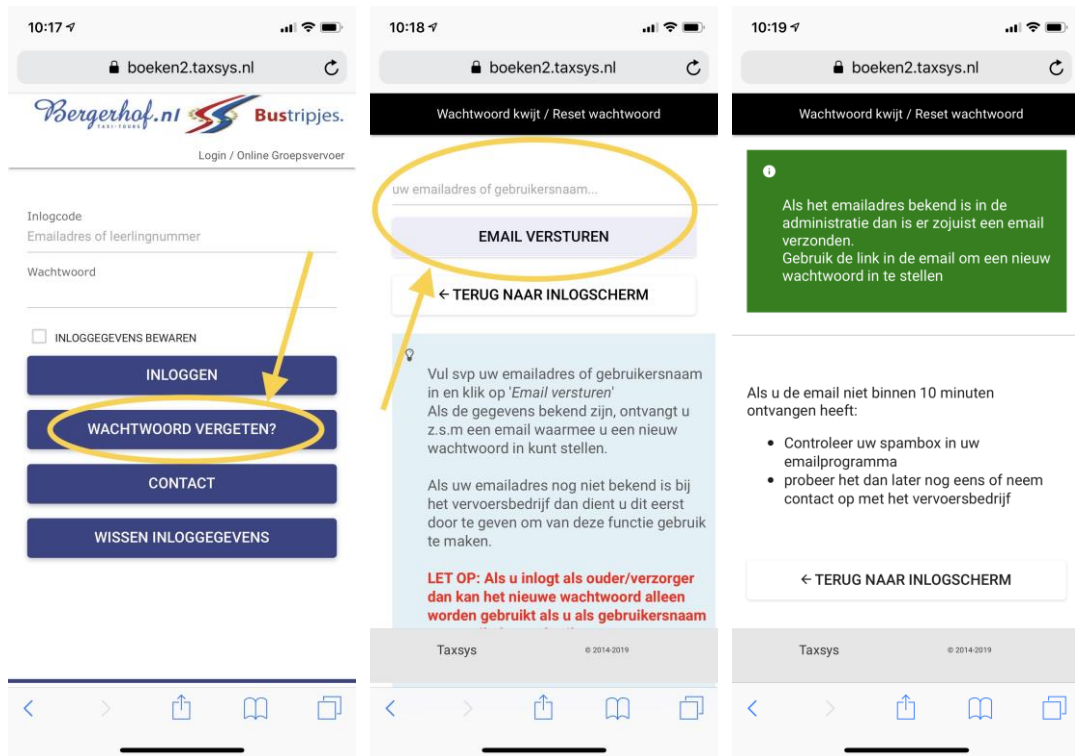 10:17
boeken2.taxsys.nl
Bergerhof.nl
TAXI-TOURS
Bustripjes.
Login / Online Groepsvervoer
Inlogcode
Emailadres of leerlingnummer
Wachtwoord
INLOGGEGEVENS BEWAREN
INLOGGEN
WACHTWOORD VERGETEN?
CONTACT
WISSEN INLOGGEGEVENS
10:18
boeken2.taxsys.nl
Wachtwoord kwijt / Reset wachtwoord
uw emailadres of gebruikersnaam...
EMAIL VERSTUREN
← TERUG NAAR INLOGSCHERM
Vul svp uw emailadres of gebruikersnaam
in en klik op 'Email versturen'
Als de gegevens bekend zijn, ontvangt u
z.s.m een email waarmee u een nieuw
wachtwoord in kunt stellen.
Als uw emailadres nog niet bekend is bij
het vervoersbedrijf dan dient u dit eerst
door te geven om van deze functie gebruik
te maken.
LET OP: Als u inlogt als ouder/verzorger
dan kan het nieuwe wachtwoord alleen
worden gebruikt als u als gebruikersnaam
Taxsys
© 2014-2019
10:19
boeken2.taxsys.nl
Wachtwoord kwijt / Reset wachtwoord
Als het emailadres bekend is in de
administratie dan is er zojuist een email
verzonden.
Gebruik de link in de email om een nieuw
wachtwoord in te stellen
Als u de email niet binnen 10 minuten
ontvangen heeft:
• Controleer uw spambox in uw
emailprogramma
• probeer het dan later nog eens of neem
contact op met het vervoersbedrijf
← TERUG NAAR INLOGSCHERM
Taxsys
© 2014-2019